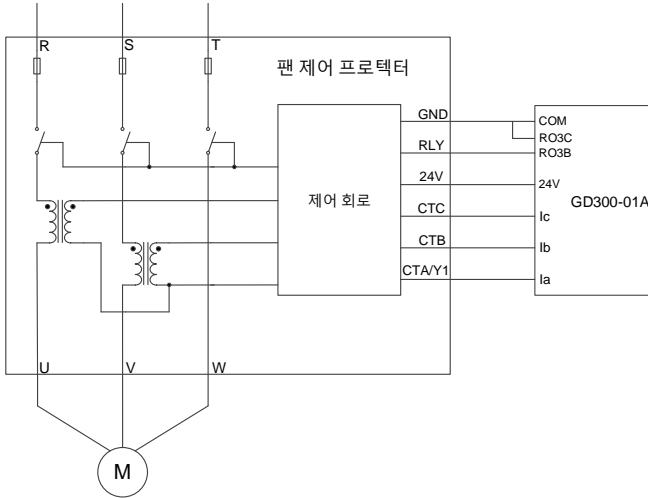 R S T
팬 제어 프로텍터
GND
RLY
24V
CTC
CTB
CTA/Y1
제어 회로
COM
RO3C
RO3B
24V
Ic
Ib
Ia
GD300-01A
U V W
M